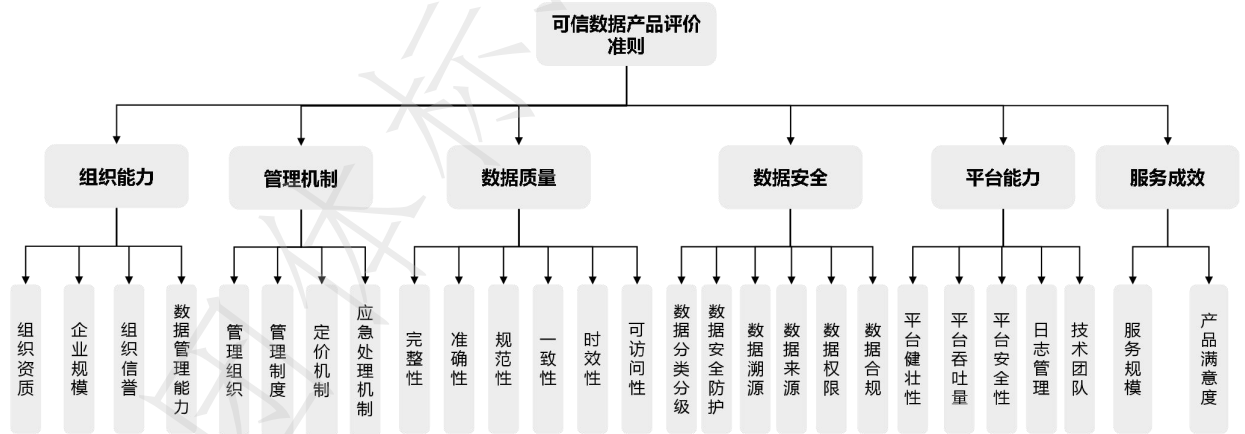 可信数据产品评价
准则
组织能力
管理机制
数据质量
数据安全
平台能力
服务成效
组织资质
企业规模
组织信誉
数据管理能力
管理组织
管理制度
定价机制
应急处理机制
完整性
准确性
规范性
一致性
时效性
可访问性
数据分类分级
数据安全防护
数据溯源
数据来源
数据权限
数据合规
平台健壮性
平台吞吐量
平台安全性
日志管理
技术团队
服务规模
产品满意度
团体标